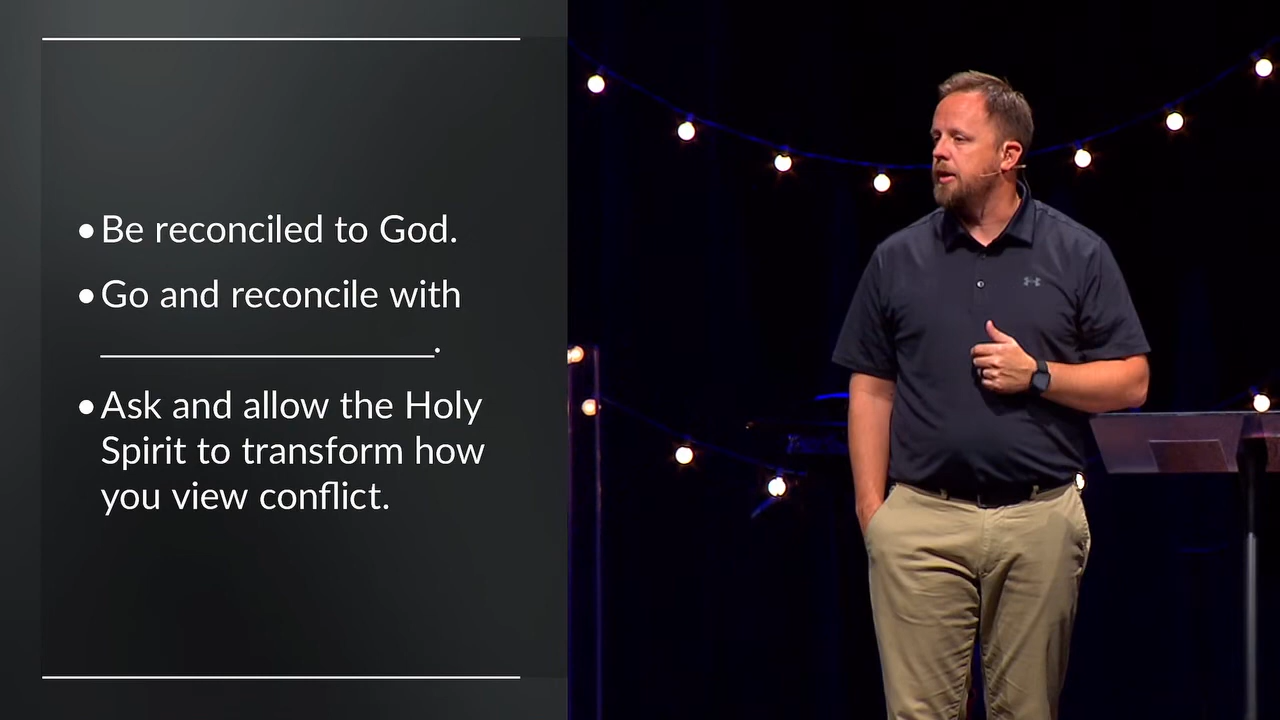 • Be reconciled to God.
• Go and reconcile with
____________________.
• Ask and allow the Holy
Spirit to transform how
you view conflict.